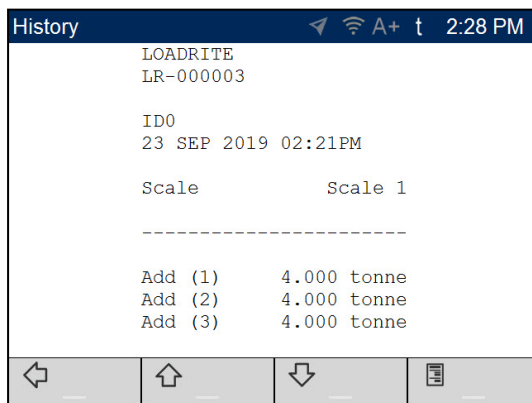 History A+ t 2:28 PM
LOADRITE
LR-000003
ID0
23 SEP 2019 02:21PM
Scale Scale 1
-----------------------
Add (1) 4.000 tonne
Add (2) 4.000 tonne
Add (3) 4.000 tonne